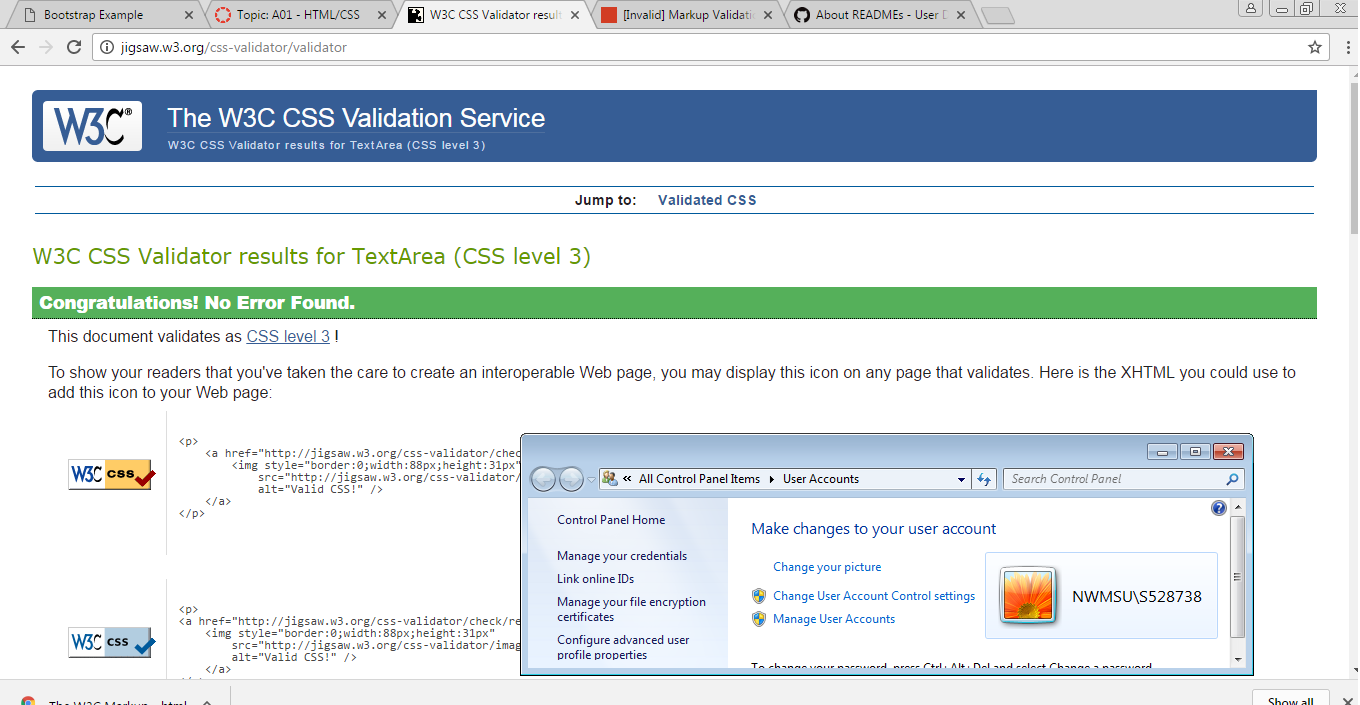 Bootstrap Example
Topic: A01 - HTML/CSS
W3C CSS Validator result
[Invalid] Markup Validati
About READMEs - User D
jigsaw.w3.org/css-validator/validator
W3C®
The W3C CSS Validation Service
W3C CSS Validator results for TextArea (CSS level 3)
Jump to: Validated CSS
W3C CSS Validator results for TextArea (CSS level 3)
Congratulations! No Error Found.
This document validates as CSS level 3 !
To show your readers that you've taken the care to create an interoperable Web page, you may display this icon on any page that validates. Here is the XHTML you could use to
add this icon to your Web page:
W3C css
<p>
<a href="http://jigsaw.w3.org/css-validator/chec
<img style="border:0;width:88px;height:31px"
src="http://jigsaw.w3.org/css-validator/
alt="Valid CSS!" />
</a>
</p>
W3C css
<p>
<a href="http://jigsaw.w3.org/css-validator/check/re
<img style="border:0;width:88px;height:31px"
src="http://jigsaw.w3.org/css-validator/imag
alt="Valid CSS!" />
</a>
« All Control Panel Items ▸ User Accounts
Search Control Panel
Control Panel Home
Manage your credentials
Link online IDs
Manage your file encryption
certificates
Configure advanced user
profile properties
Make changes to your user account
Change your picture
Change User Account Control settings
Manage User Accounts
NWMSU\S528738
To change your password, press Ctrl+Alt+Del and select Change a password.
The W3C Markup ...html
Show all